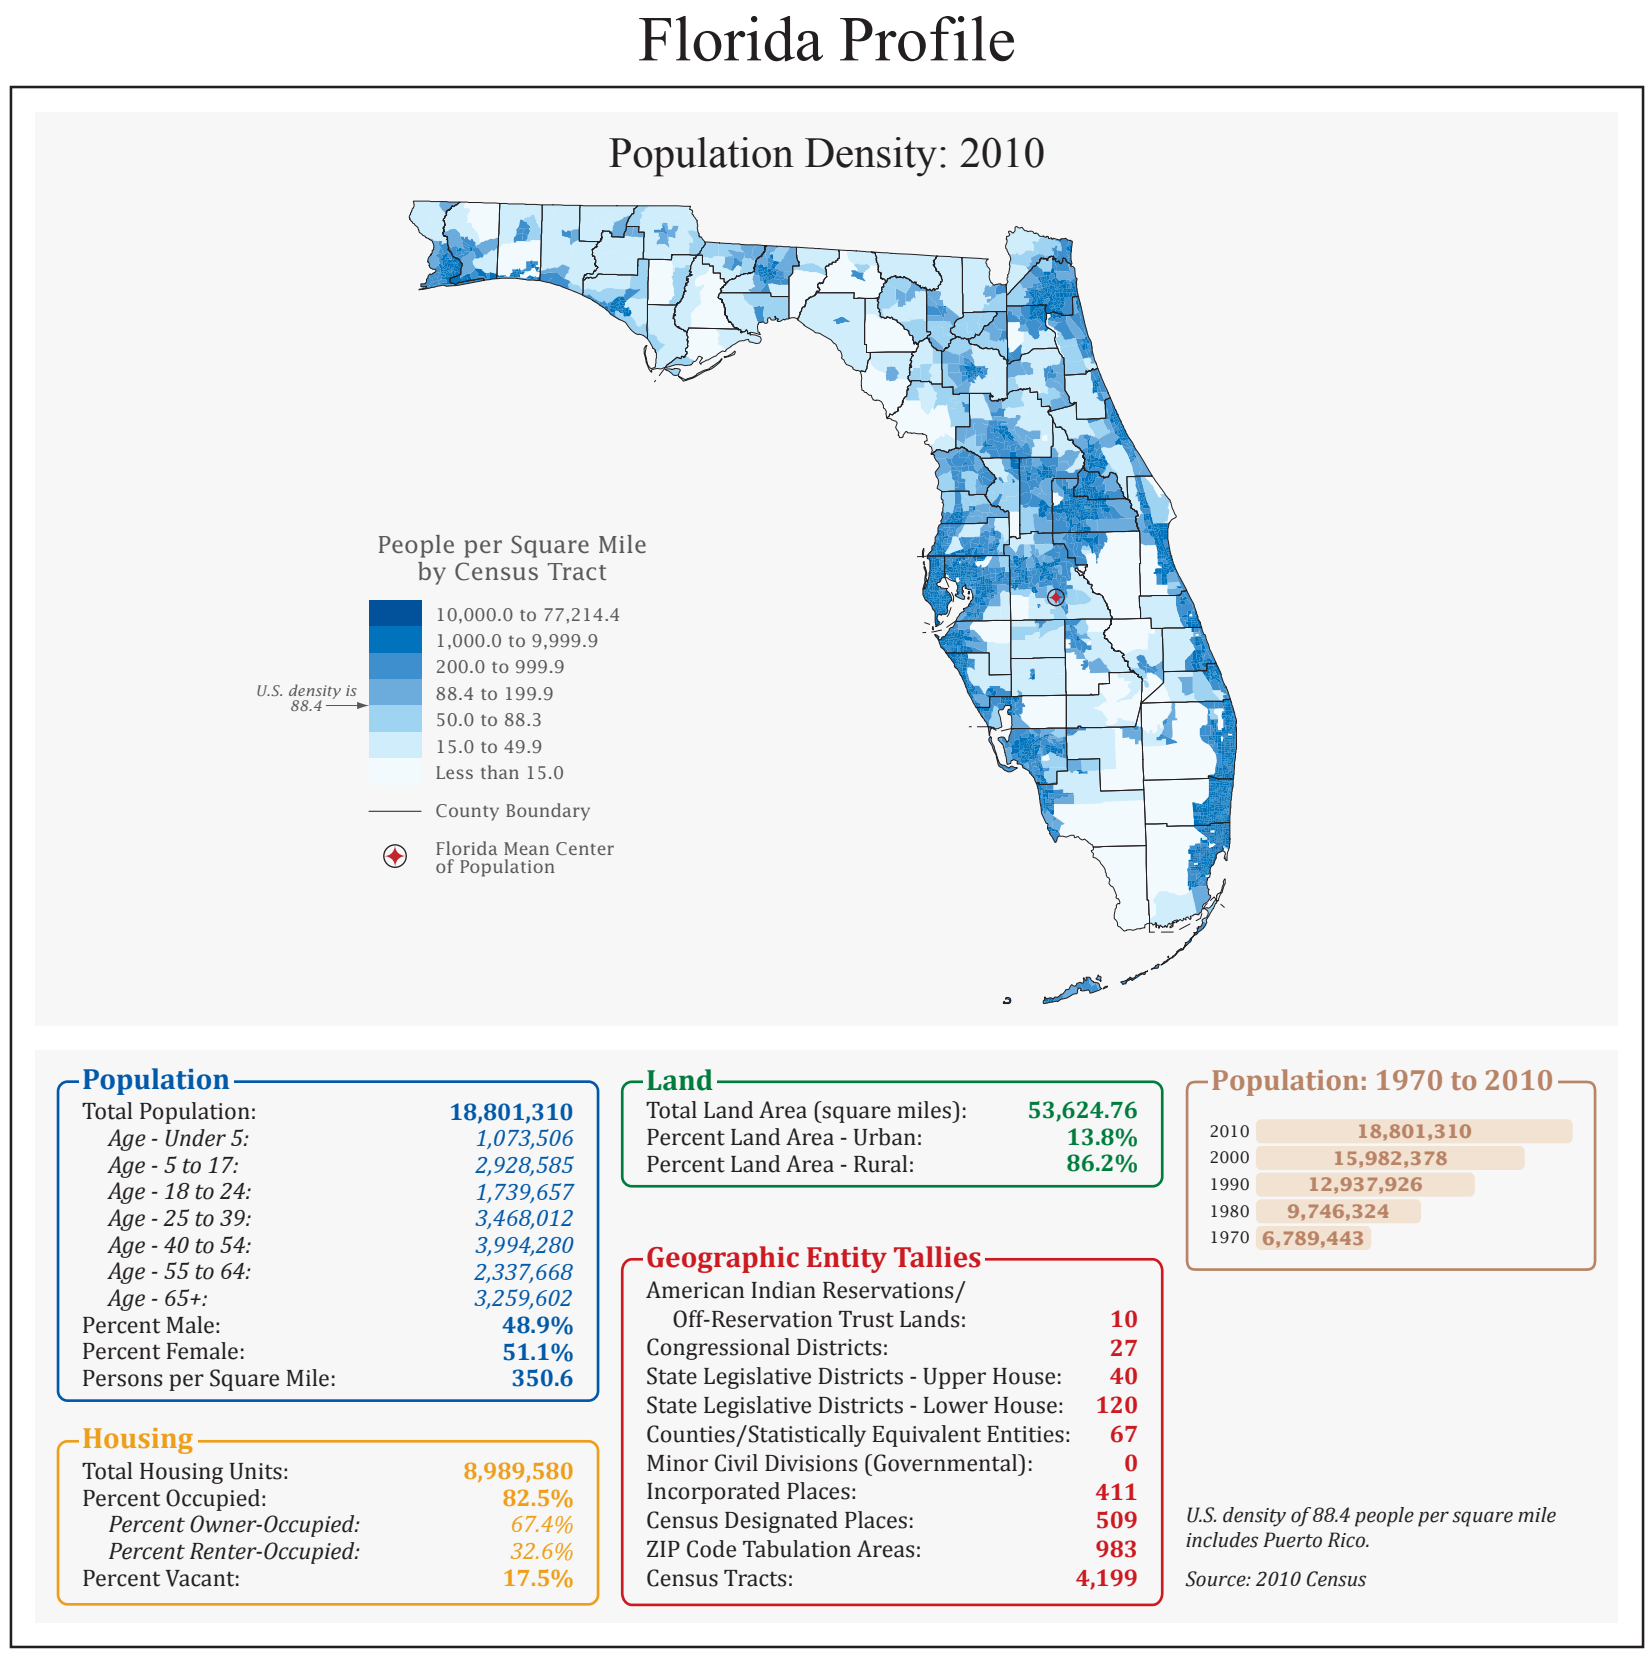 Florida Profile
Population Density: 2010
People per Square Mile
by Census Tract
10,000.0 to 77,214.4
1,000.0 to 9,999.9
200.0 to 999.9
88.4 to 199.9
U.S. density is
88.4
50.0 to 88.3
15.0 to 49.9
Less than 15.0
County Boundary
Florida Mean Center
of Population
Population
Total Population: 18,801,310
Age - Under 5: 1,073,506
Age - 5 to 17: 2,928,585
Age - 18 to 24: 1,739,657
Age - 25 to 39: 3,468,012
Age - 40 to 54: 3,994,280
Age - 55 to 64: 2,337,668
Age - 65+: 3,259,602
Percent Male: 48.9%
Percent Female: 51.1%
Persons per Square Mile: 350.6
Housing
Total Housing Units: 8,989,580
Percent Occupied: 82.5%
Percent Owner-Occupied: 67.4%
Percent Renter-Occupied: 32.6%
Percent Vacant: 17.5%
Land
Total Land Area (square miles): 53,624.76
Percent Land Area - Urban: 13.8%
Percent Land Area - Rural: 86.2%
Geographic Entity Tallies
American Indian Reservations/
Off-Reservation Trust Lands: 10
Congressional Districts: 27
State Legislative Districts - Upper House: 40
State Legislative Districts - Lower House: 120
Counties/Statistically Equivalent Entities: 67
Minor Civil Divisions (Governmental): 0
Incorporated Places: 411
Census Designated Places: 509
ZIP Code Tabulation Areas: 983
Census Tracts: 4,199
Population: 1970 to 2010
2010 18,801,310
2000 15,982,378
1990 12,937,926
1980 9,746,324
1970 6,789,443
U.S. density of 88.4 people per square mile
includes Puerto Rico.
Source: 2010 Census